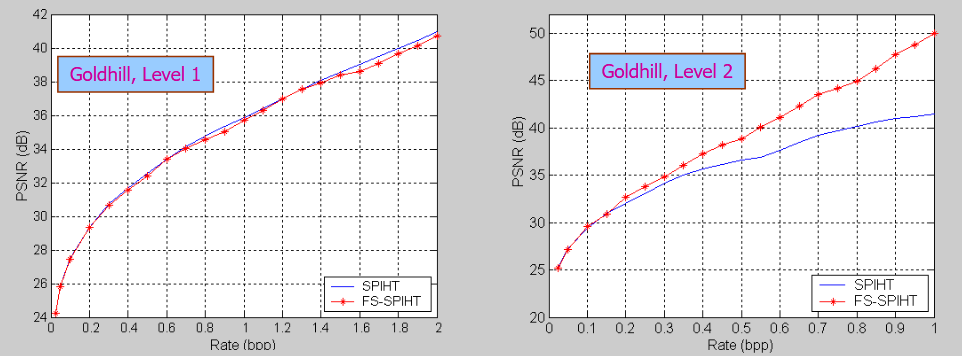 Goldhill, Level 1
PSNR (dB)
42
40
38
36
34
32
30
28
26
24
0 0.2 0.4 0.6 0.8 1 1.2 1.4 1.6 1.8 2
Rate (bpp)
SPIHT
FS-SPIHT
Goldhill, Level 2
PSNR (dB)
50
45
40
35
30
25
20
0 0.1 0.2 0.3 0.4 0.5 0.6 0.7 0.8 0.9 1
Rate (bpp)
SPIHT
FS-SPIHT